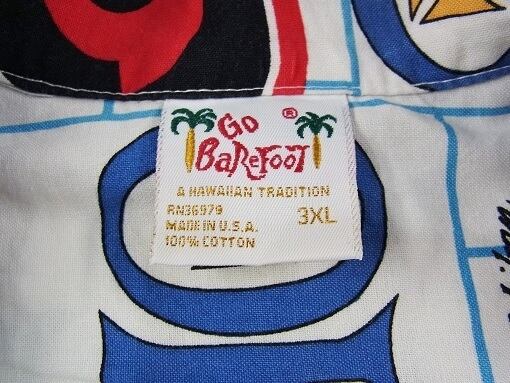 Go ®
BaReFooT
A HAWAIIAN TRADITION
RN36979
MADE IN U.S.A.
100% COTTON
3XL